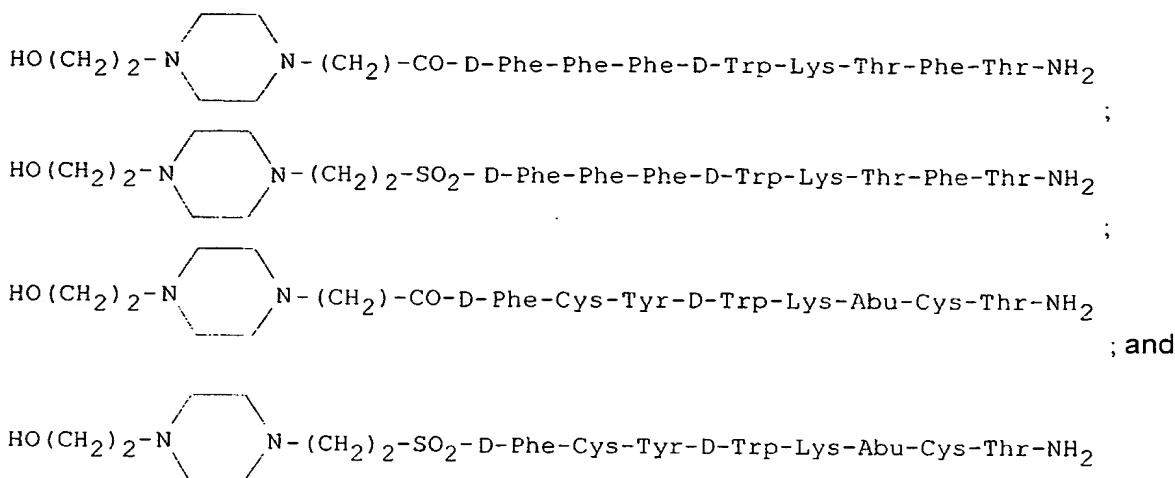 HO(CH2)2-N N-(CH2)-CO-D-Phe-Phe-Phe-D-Trp-Lys-Thr-Phe-Thr-NH2
;
HO(CH2)2-N N-(CH2)2-SO2-D-Phe-Phe-Phe-D-Trp-Lys-Thr-Phe-Thr-NH2
;
HO(CH2)2-N N-(CH2)-CO-D-Phe-Cys-Tyr-D-Trp-Lys-Abu-Cys-Thr-NH2
; and
HO(CH2)2-N N-(CH2)2-SO2-D-Phe-Cys-Tyr-D-Trp-Lys-Abu-Cys-Thr-NH2